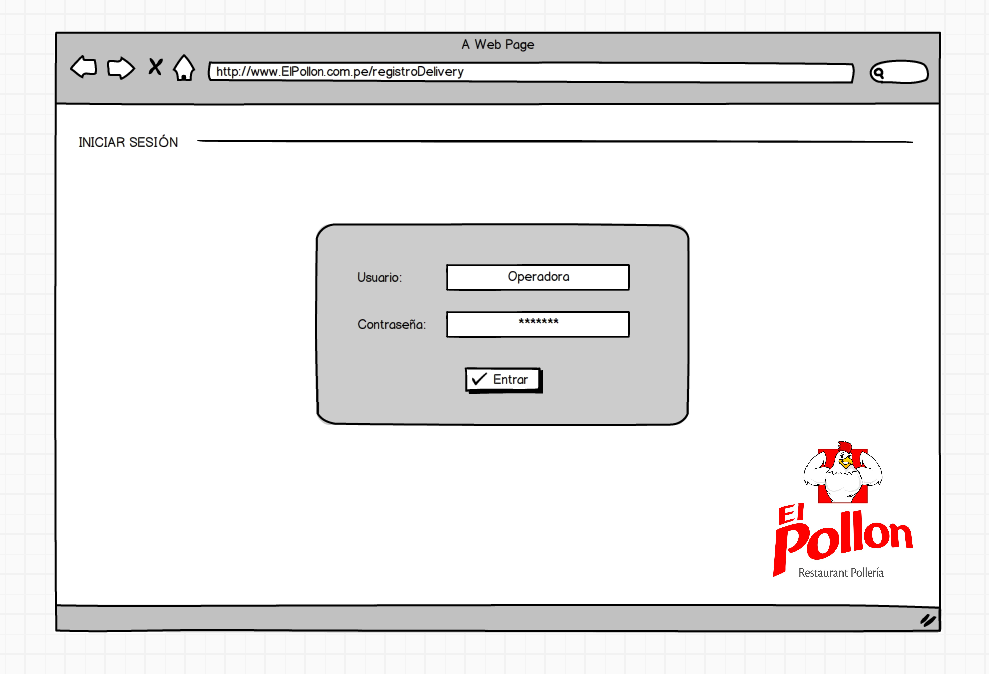 A Web Page
http://www.ElPollon.com.pe/registroDelivery
INICIAR SESIÓN
Usuario:
Operadora
Contraseña:
*******
Entrar
El
Pollon
Restaurant Pollería